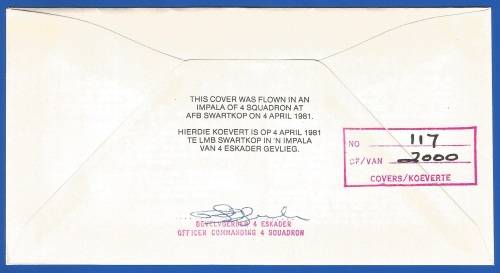 THIS COVER WAS FLOWN IN AN
IMPALA OF 4 SQUADRON AT
AFB SWARTKOP ON 4 APRIL 1981.
HIERDIE KOEVERT IS OP 4 APRIL 1981
TE LMB SWARTKOP IN 'N IMPALA
VAN 4 ESKADER GEVLIEG.
NO 117
OF/VAN 2000
COVERS/KOEVERTE
BEVELVOERDER 4 ESKADER
OFFICER COMMANDING 4 SQUADRON